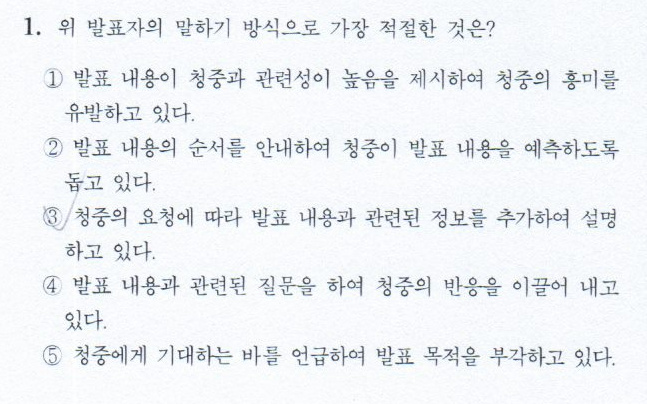 1. 위 발표자의 말하기 방식으로 가장 적절한 것은?
① 발표 내용이 청중과 관련성이 높음을 제시하여 청중의 흥미를
유발하고 있다.
② 발표 내용의 순서를 안내하여 청중이 발표 내용을 예측하도록
돕고 있다.
③ 청중의 요청에 따라 발표 내용과 관련된 정보를 추가하여 설명
하고 있다.
④ 발표 내용과 관련된 질문을 하여 청중의 반응을 이끌어 내고
있다.
⑤ 청중에게 기대하는 바를 언급하여 발표 목적을 부각하고 있다.